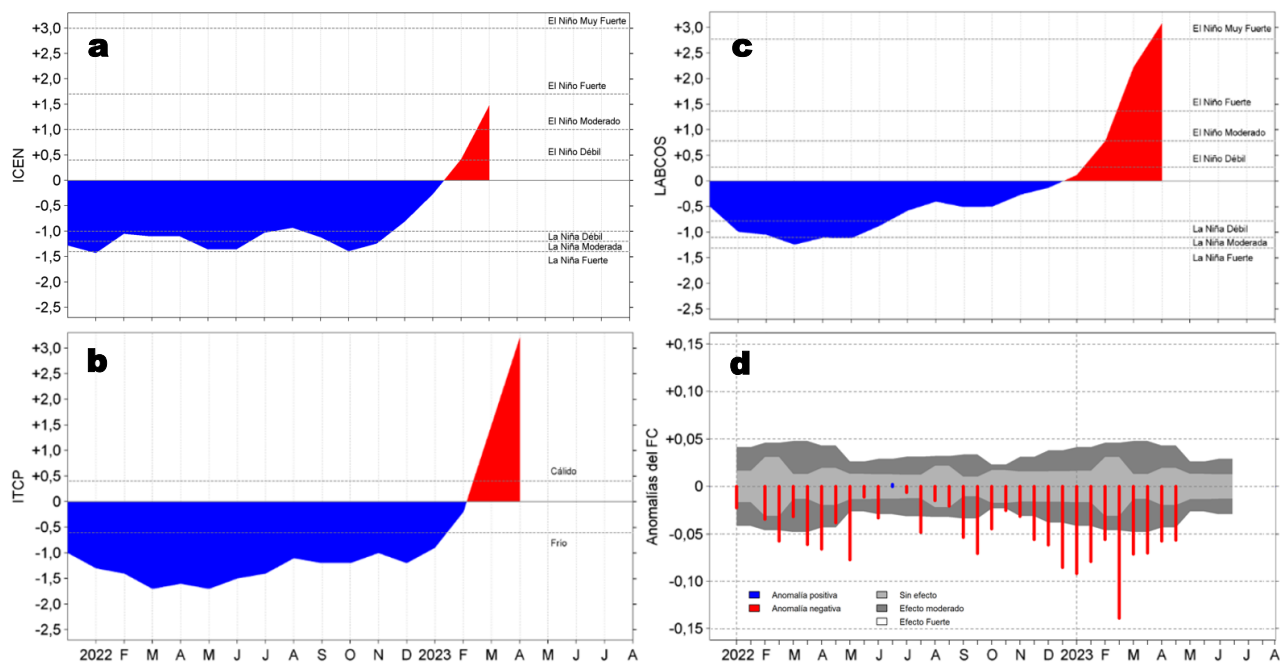 a
ICEN
+3,0
+2,5
+2,0
+1,5
+1,0
+0,5
0
-0,5
-1,0
-1,5
-2,0
-2,5
El Niño Muy Fuerte
El Niño Fuerte
El Niño Moderado
El Niño Débil
La Niña Débil
La Niña Moderada
La Niña Fuerte
c
LABCOS
+3,0
+2,5
+2,0
+1,5
+1,0
+0,5
0
-0,5
-1,0
-1,5
-2,0
-2,5
El Niño Muy Fuerte
El Niño Fuerte
El Niño Moderado
El Niño Débil
La Niña Débil
La Niña Moderada
La Niña Fuerte
b
ITCP
+3,0
+2,5
+2,0
+1,5
+1,0
+0,5
0
-0,5
-1,0
-1,5
-2,0
-2,5
Cálido
Frío
2022 F M A M J J A S O N D 2023 F M A M J J A
d
Anomalías del FC
+0,15
+0,10
+0,05
0
-0,05
-0,10
-0,15
Anomalía positiva
Anomalía negativa
Sin efecto
Efecto moderado
Efecto Fuerte
2022 F M A M J J A S O N D 2023 F M A M J J A